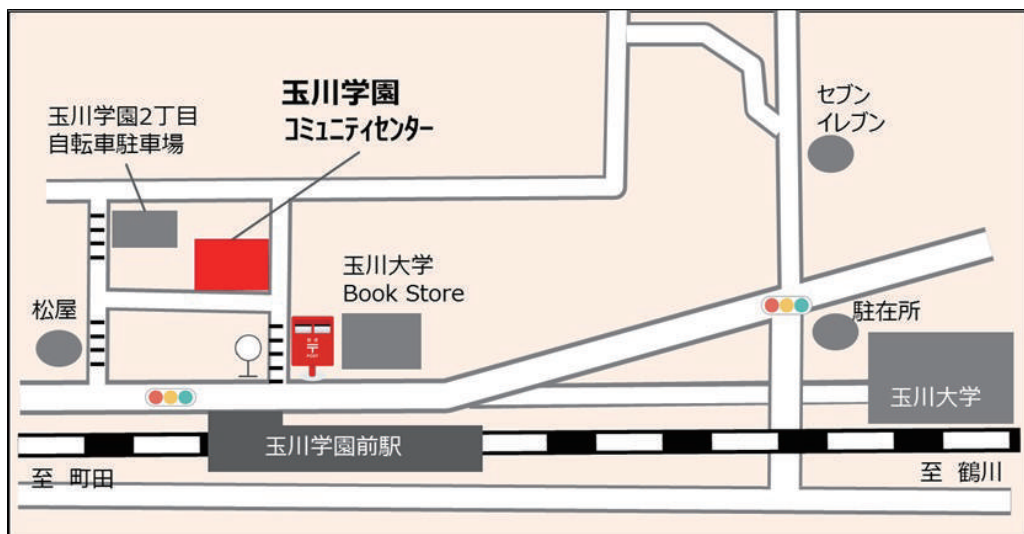 玉川学園
コミュニティセンター
玉川学園2丁目
自転車駐車場
セブン
イレブン
玉川大学
Book Store
松屋
駐在所
玉川大学
玉川学園前駅
至 町田
至 鶴川